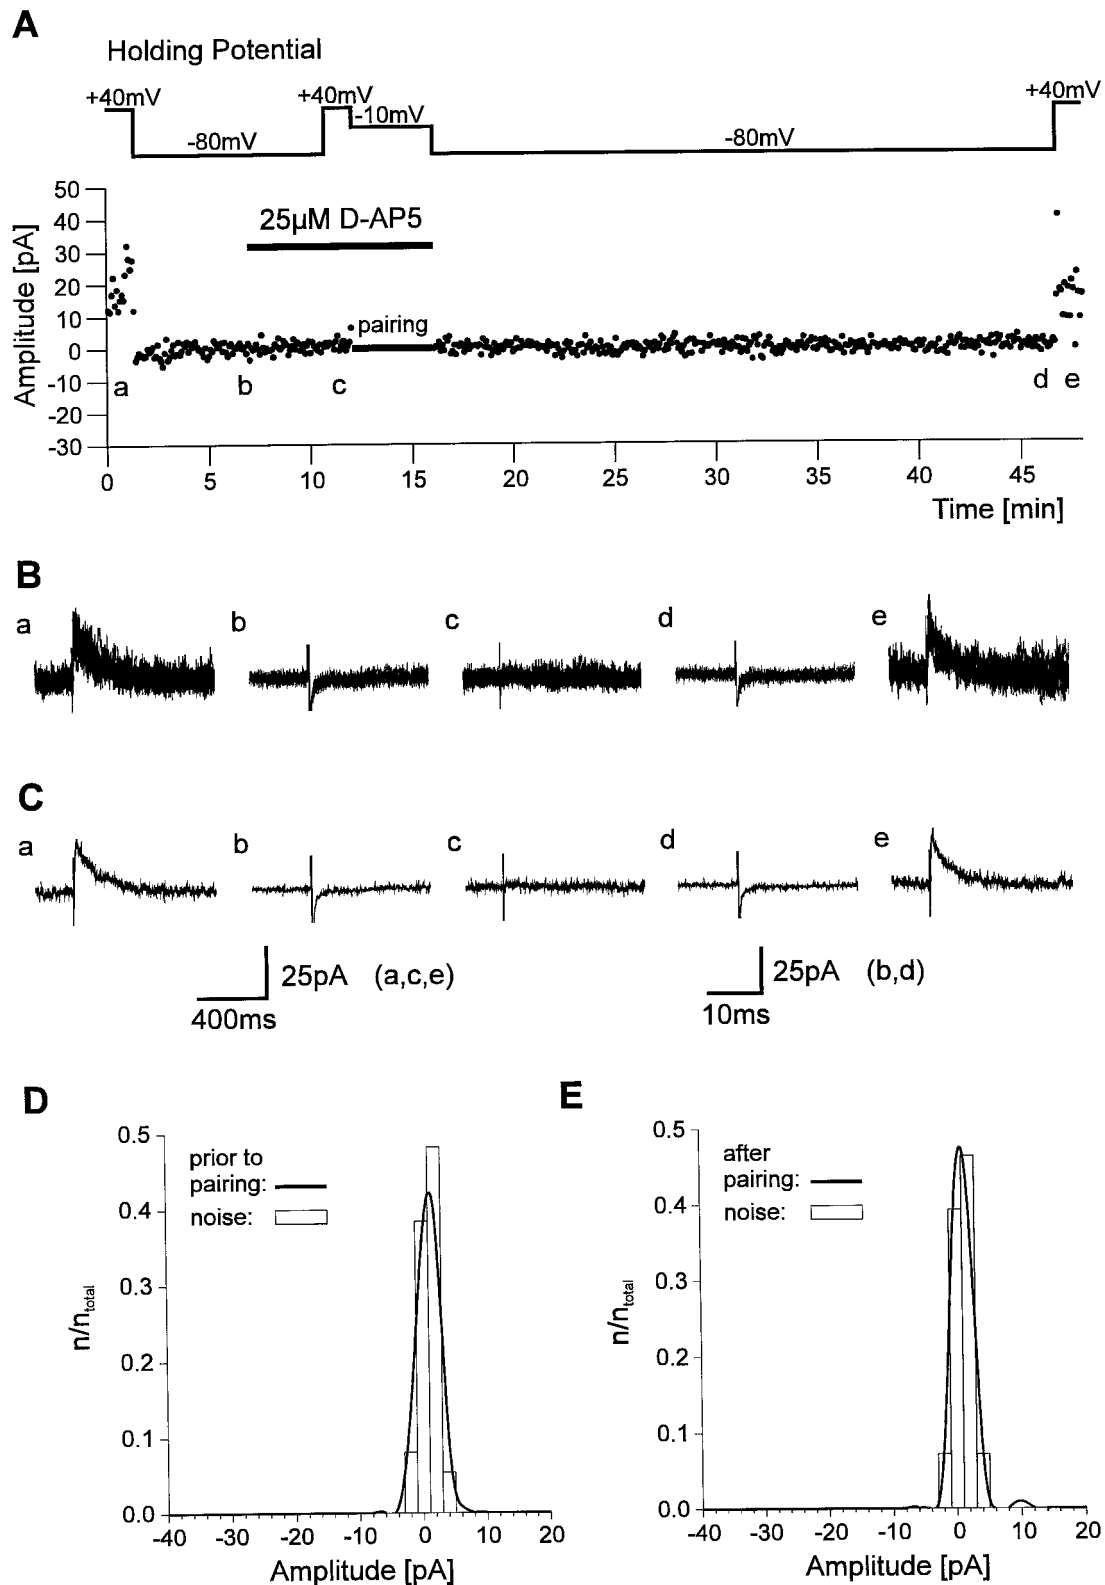 A
Holding Potential
+40mV
-80mV
+40mV
-10mV
-80mV
+40mV
Amplitude [pA]
50
40
30
20
10
0
-10
-20
-30
25µM D-AP5
pairing
a
b
c
d
e
0
5
10
15
20
25
30
35
40
45
Time [min]
B
a
b
c
d
e
C
a
b
c
d
e
25pA (a,c,e)
400ms
25pA (b,d)
10ms
D
prior to
pairing:
noise:
n/ntotal
0.5
0.4
0.3
0.2
0.1
0.0
-40
-30
-20
-10
0
10
20
Amplitude [pA]
E
after
pairing:
noise:
n/ntotal
0.5
0.4
0.3
0.2
0.1
0.0
-40
-30
-20
-10
0
10
20
Amplitude [pA]